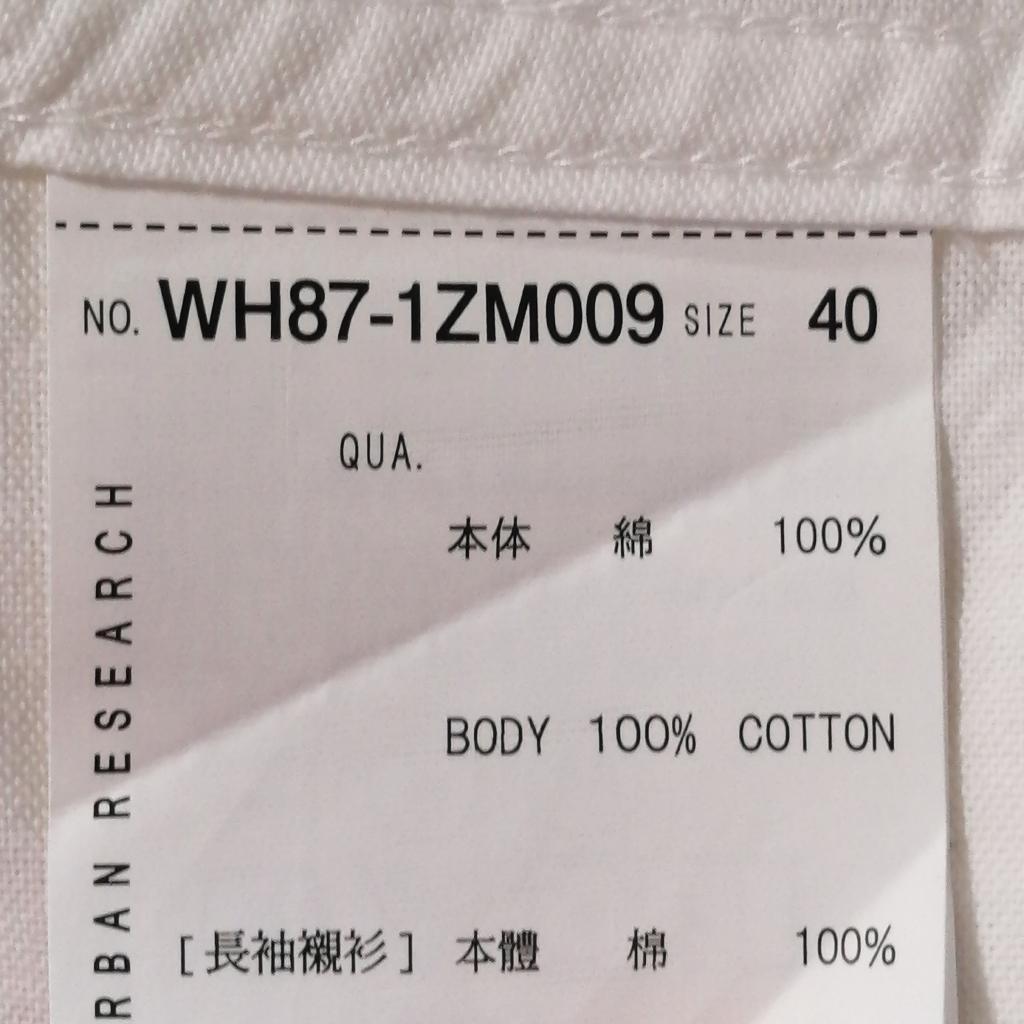 NO. WH87-1ZM009 SIZE 40
QUA.
本体 綿 100%
BODY 100% COTTON
[長袖襯衫] 本體 棉 100%
RBAN RESEARCH